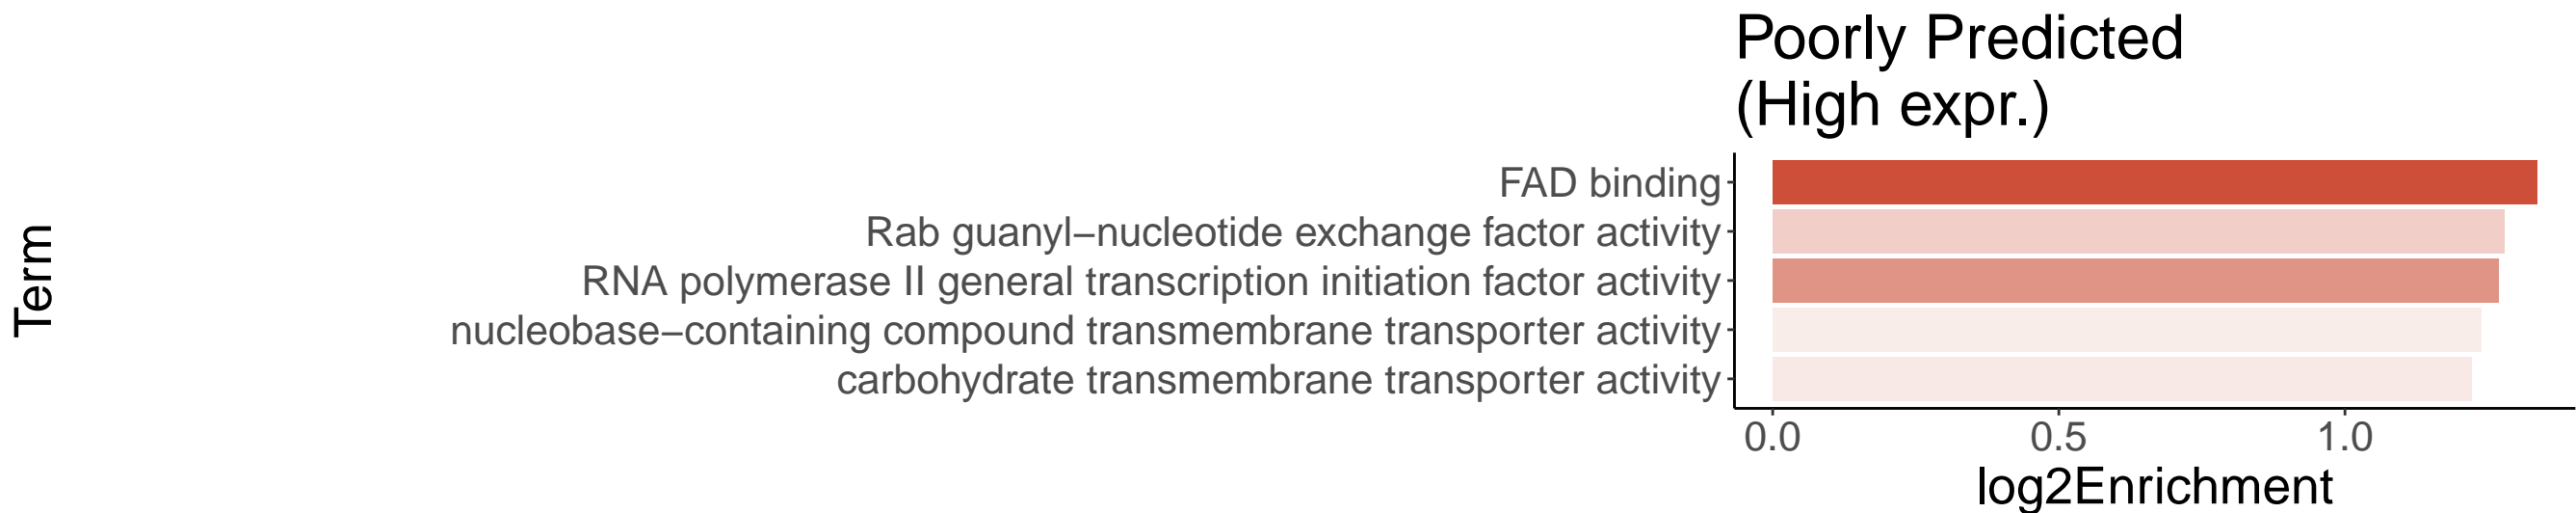 Poorly Predicted
(High expr.)
Term
FAD binding
Rab guanyl−nucleotide exchange factor activity
RNA polymerase II general transcription initiation factor activity
nucleobase−containing compound transmembrane transporter activity
carbohydrate transmembrane transporter activity
0.0 0.5 1.0
log2Enrichment